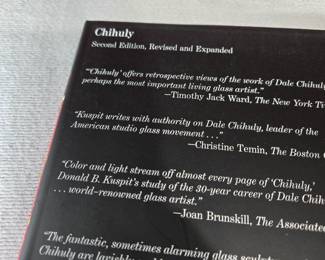 Chihuly
Second Edition, Revised and Expanded
"'Chihuly' offers retrospective views of the work of Dale Chihuly
perhaps the most important living glass artist."
—Timothy Jack Ward, The New York
"Kuspit writes with authority on Dale Chihuly, leader of the
American studio glass movement . . ."
—Christine Temin, The Boston
"Color and light stream off almost every page of 'Chihuly,'
Donald B. Kuspit's study of the 30-year career of Dale
. . . world-renowned glass artist."
—Joan Brunskill, The Associated
"The fantastic, sometimes alarming glass
Chihuly are